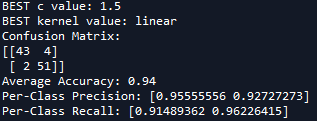 BEST c value: 1.5
BEST kernel value: linear
Confusion Matrix:
[[43  4]
 [ 2 51]]
Average Accuracy: 0.94
Per-Class Precision: [0.95555556 0.92727273]
Per-Class Recall: [0.91489362 0.96226415]